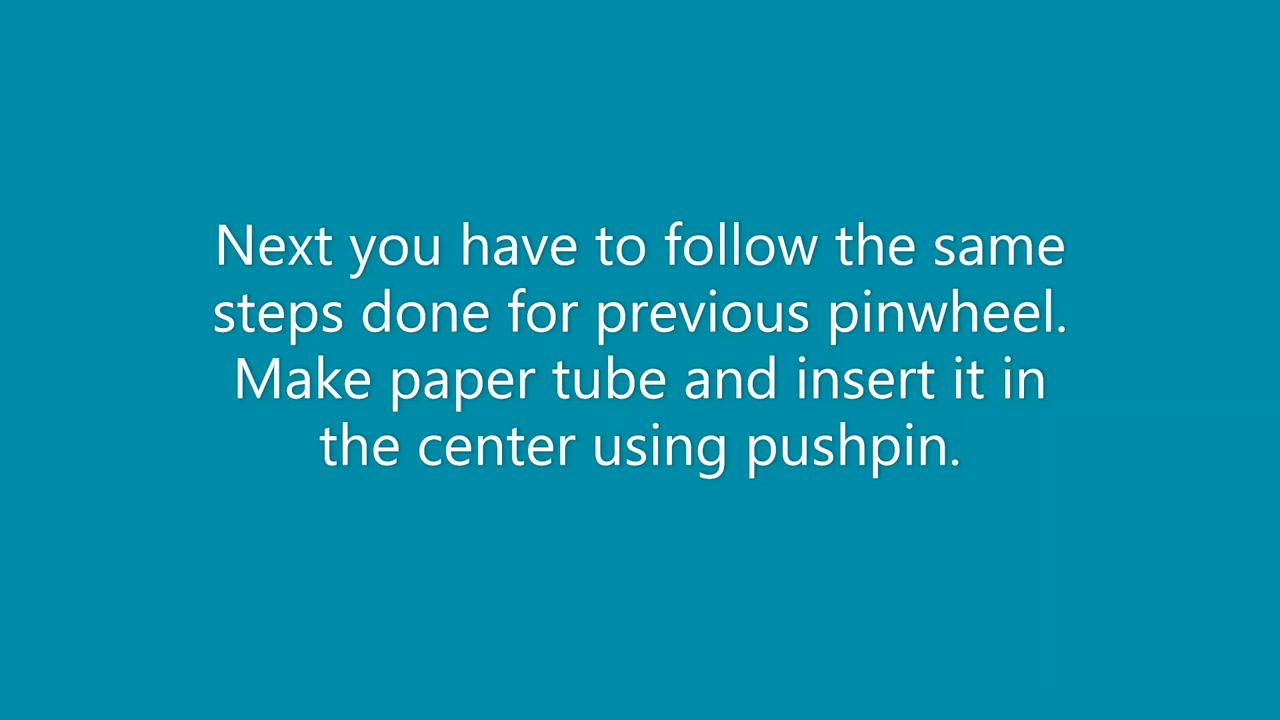 Next you have to follow the same
steps done for previous pinwheel.
Make paper tube and insert it in
the center using pushpin.